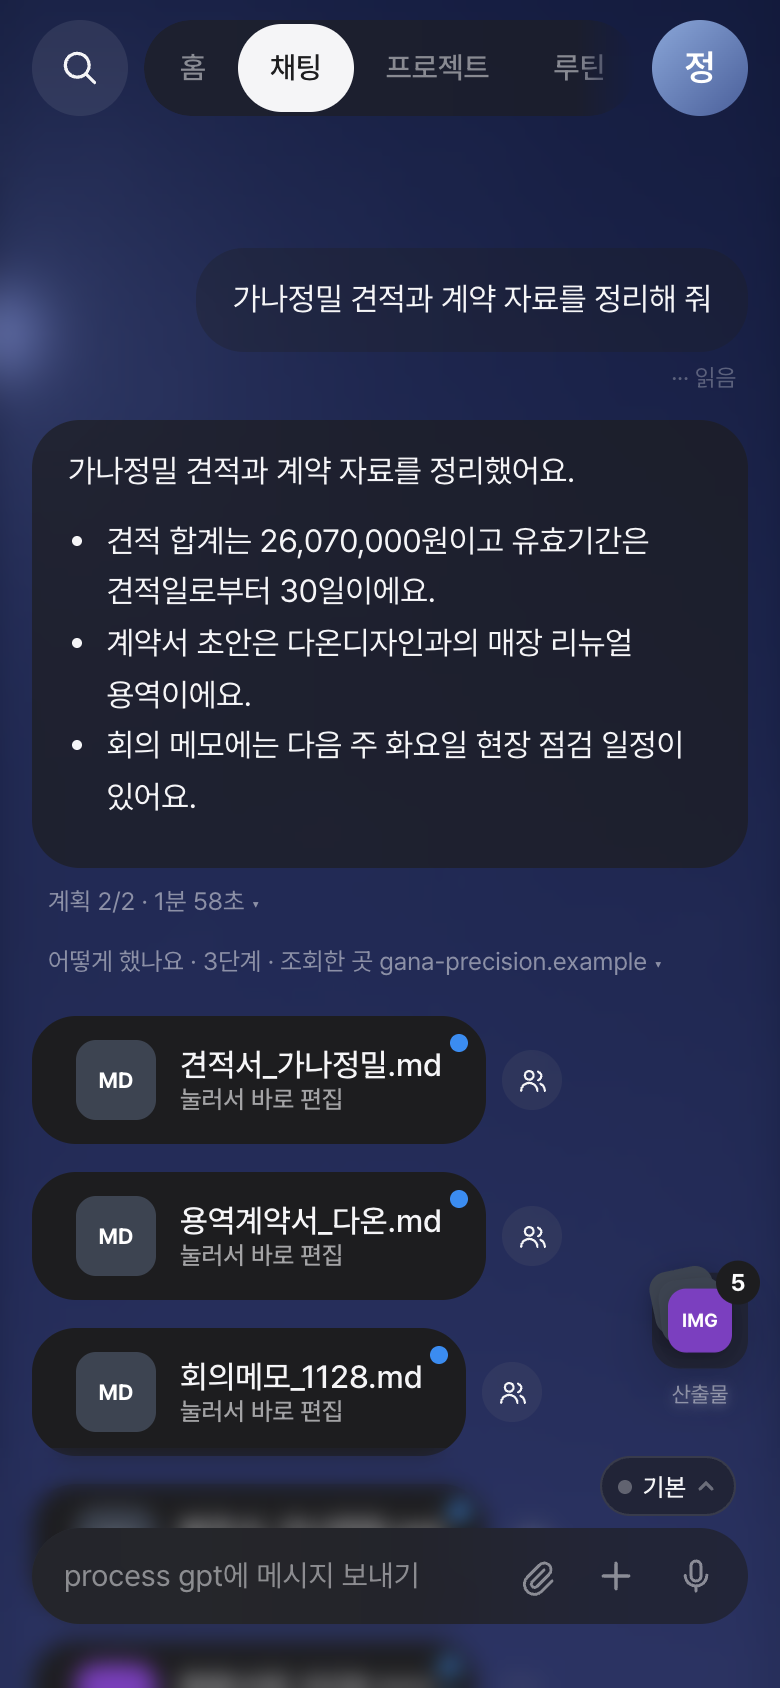 홈
채팅
프로젝트
루틴
정
가나정밀 견적과 계약 자료를 정리해 줘
··· 읽음
가나정밀 견적과 계약 자료를 정리했어요.
• 견적 합계는 26,070,000원이고 유효기간은
견적일로부터 30일이에요.
• 계약서 초안은 다온디자인과의 매장 리뉴얼
용역이에요.
• 회의 메모에는 다음 주 화요일 현장 점검 일정이
있어요.
계획 2/2 · 1분 58초 ▾
어떻게 했나요 · 3단계 · 조회한 곳 gana-precision.example ▾
MD
견적서_가나정밀.md
눌러서 바로 편집
MD
용역계약서_다온.md
눌러서 바로 편집
5
IMG
산출물
MD
회의메모_1128.md
눌러서 바로 편집
기본
process gpt에 메시지 보내기